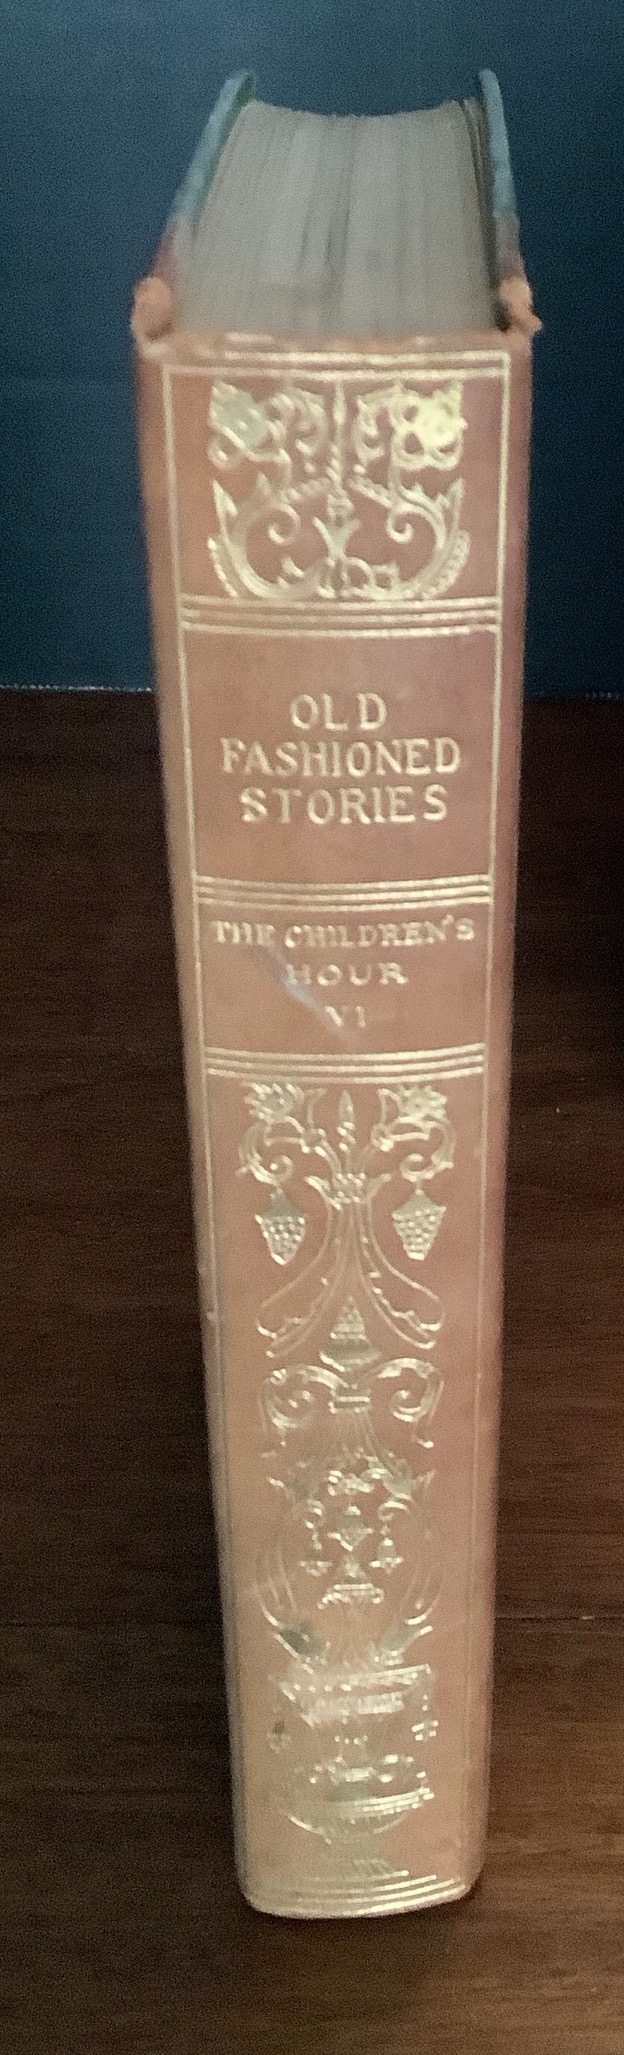 OLD
FASHIONED
STORIES
THE CHILDREN'S
HOUR
VI